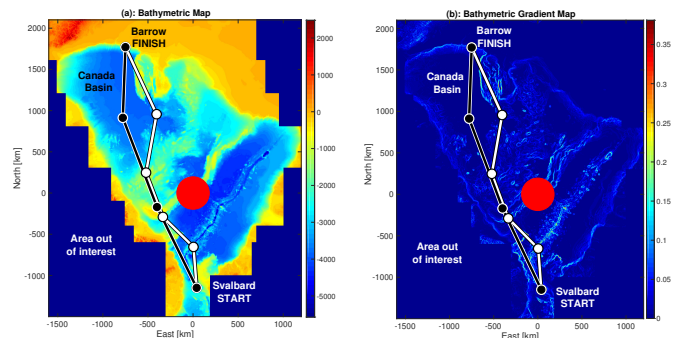 (a): Bathymetric Map
(b): Bathymetric Gradient Map
2000
1500
1000
500
0
-500
-1000
North [km]
Barrow
FINISH
Canada
Basin
Area out
of interest
Svalbard
START
-1500 -1000 -500 0 500 1000
East [km]
2000
1000
0
-1000
-2000
-3000
-4000
-5000
2000
1500
1000
500
0
-500
-1000
-1500
North [km]
Barrow
FINISH
Canada
Basin
Area out
of interest
Svalbard
START
-1500 -1000 -500 0 500 1000
East [km]
0.35
0.3
0.25
0.2
0.15
0.1
0.05
0